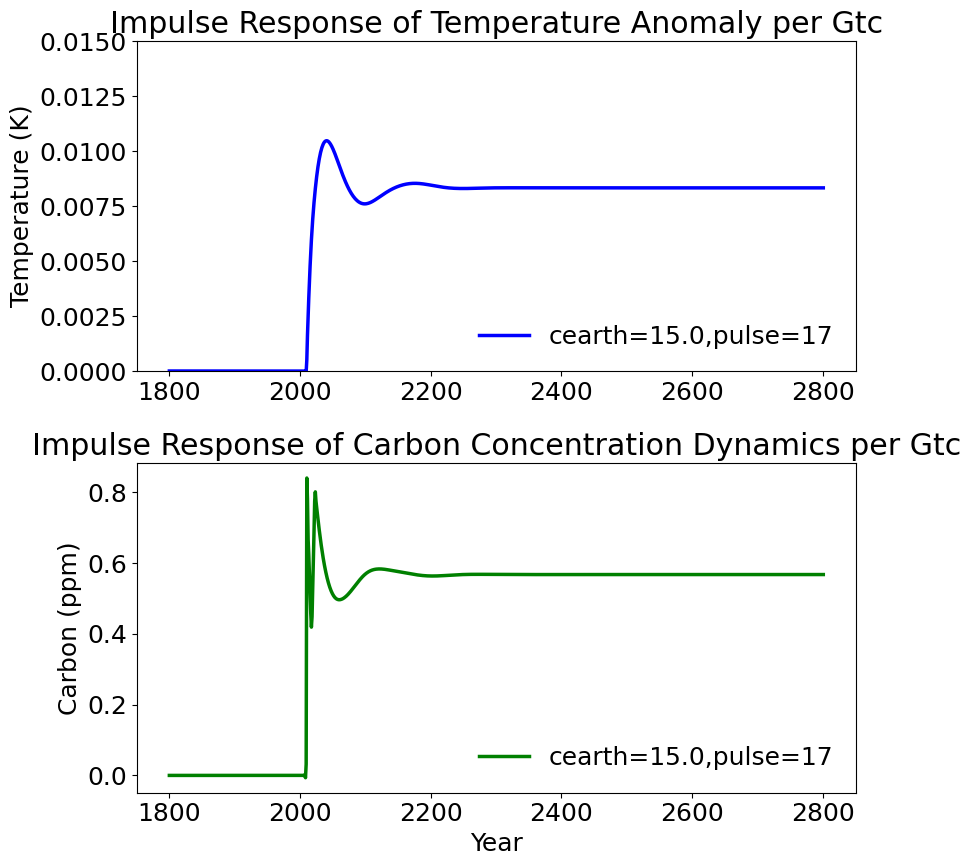 Impulse Response of Temperature Anomaly per Gtc
0.0150
0.0125
0.0100
0.0075
0.0050
0.0025
0.0000
Temperature (K)
cearth=15.0,pulse=17
1800 2000 2200 2400 2600 2800
Impulse Response of Carbon Concentration Dynamics per Gtc
0.8
0.6
0.4
0.2
0.0
Carbon (ppm)
cearth=15.0,pulse=17
1800 2000 2200 2400 2600 2800
Year